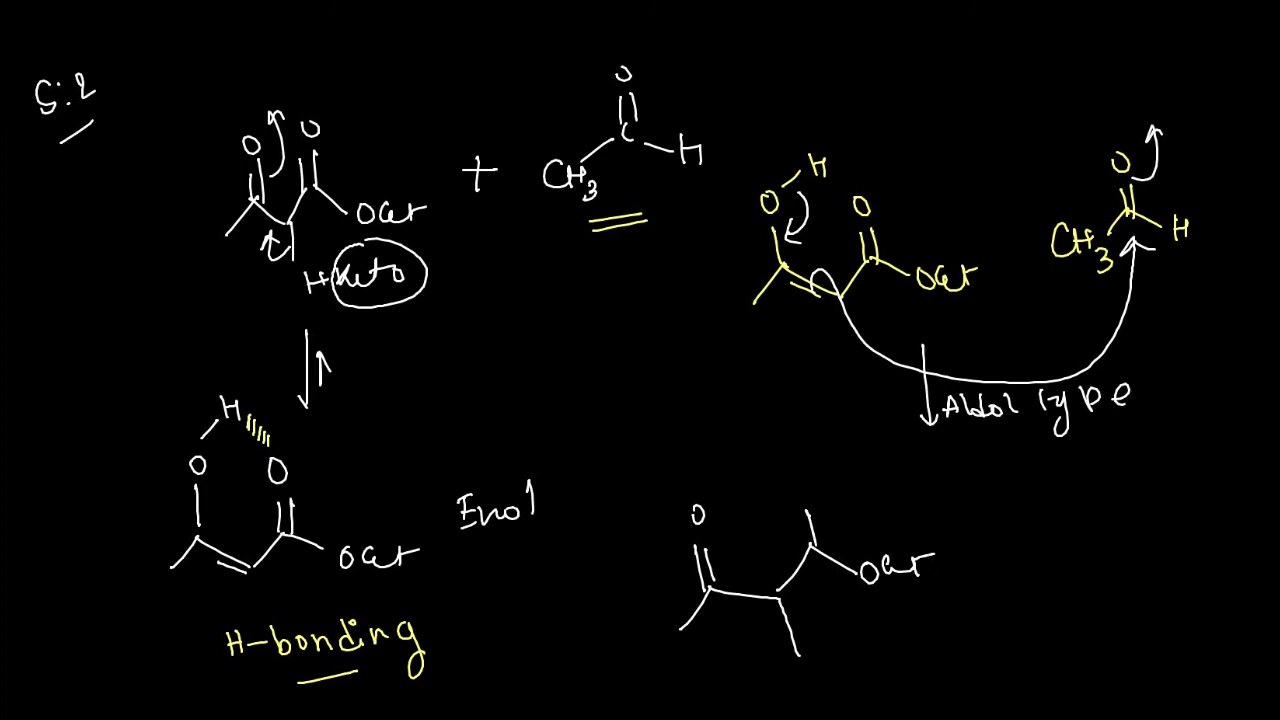 S:2
O O
OEt
H Keto
+
O
CH3 C H
O H
O
OEt
O
CH3 H
Aldol type
H
O O
OEt
Enol
H-bonding
O
OEt